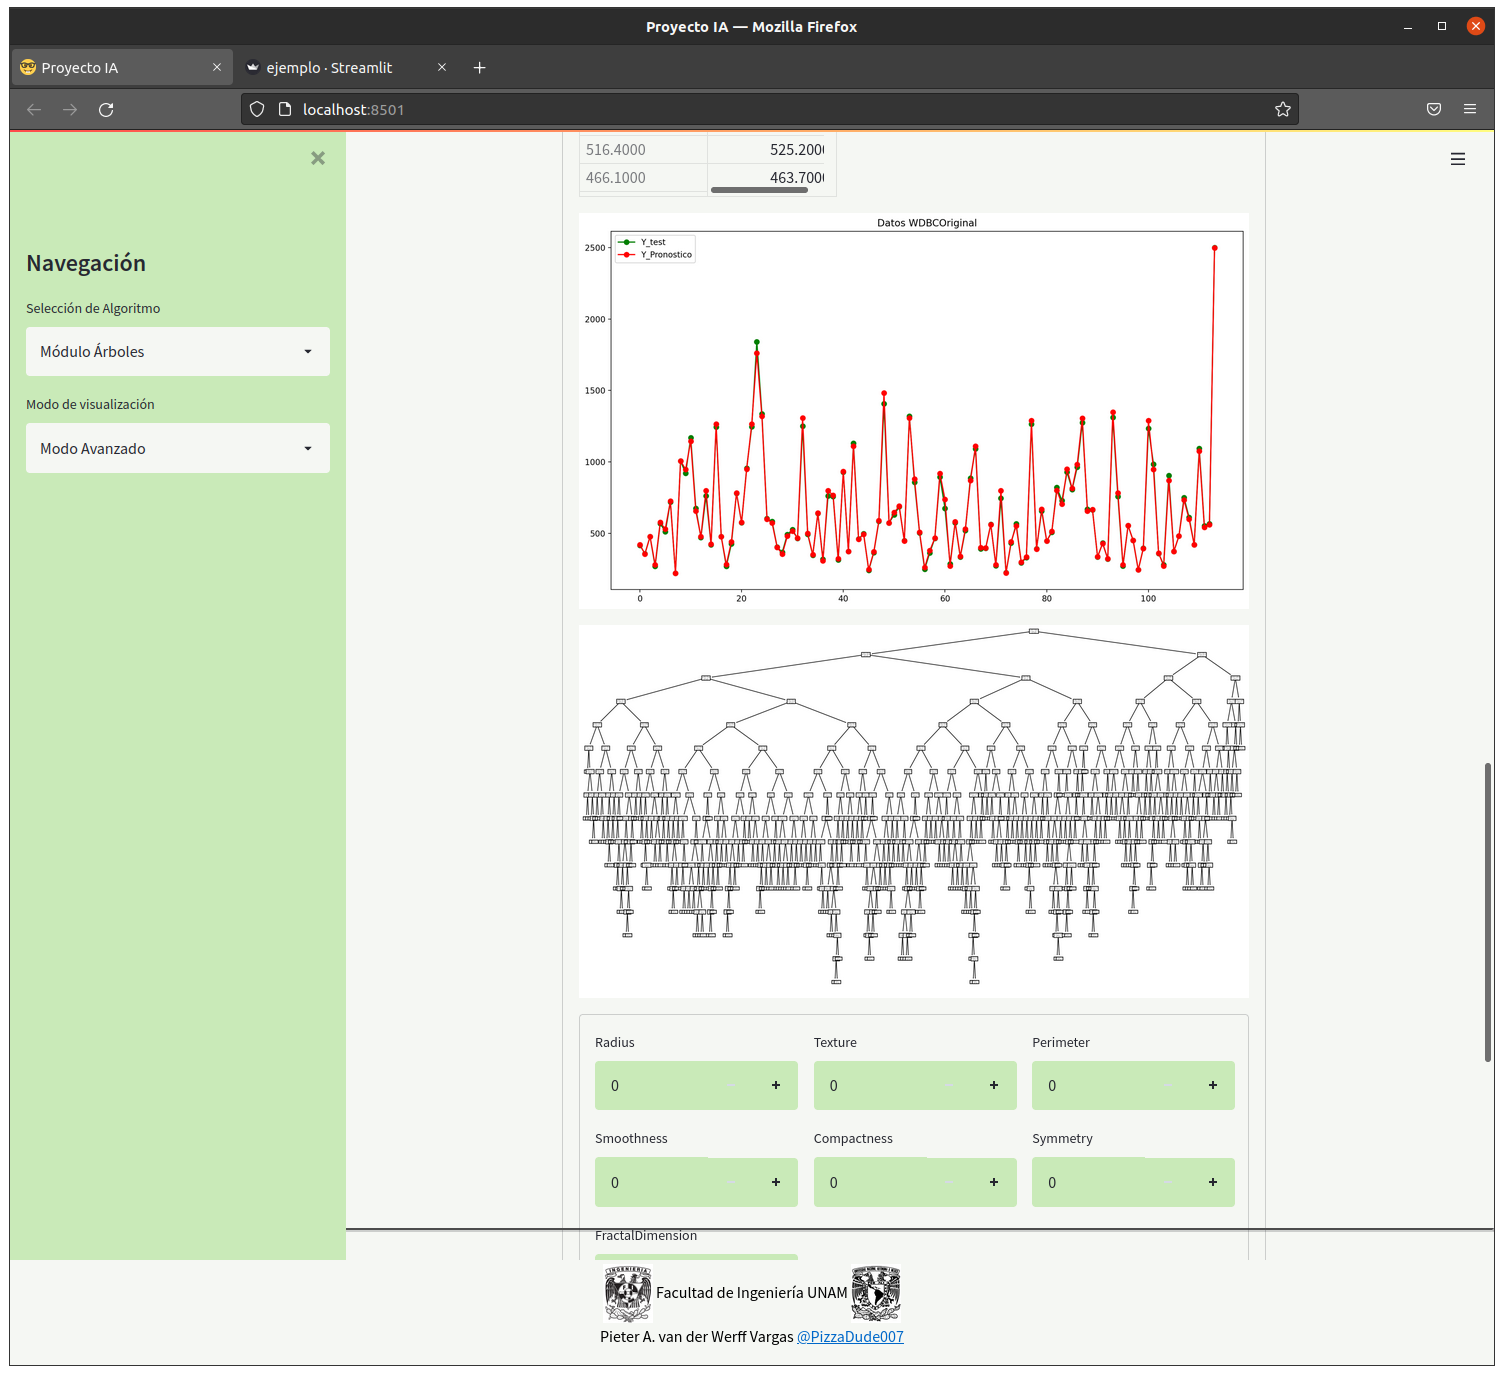 Proyecto IA — Mozilla Firefox
Proyecto IA
ejemplo · Streamlit
localhost:8501
516.4000 525.200
466.1000 463.700
Navegación
Selección de Algoritmo
Módulo Árboles
Modo de visualización
Modo Avanzado
Datos WDBCOriginal
Y_test
Y_Pronostico
2500
2000
1500
1000
500
0 20 40 60 80 100
Radius Texture Perimeter
0 + 0 + 0 +
Smoothness Compactness Symmetry
0 + 0 + 0 +
FractalDimension
INGENIERIA
Facultad de Ingeniería UNAM
Pieter A. van der Werff Vargas @PizzaDude007